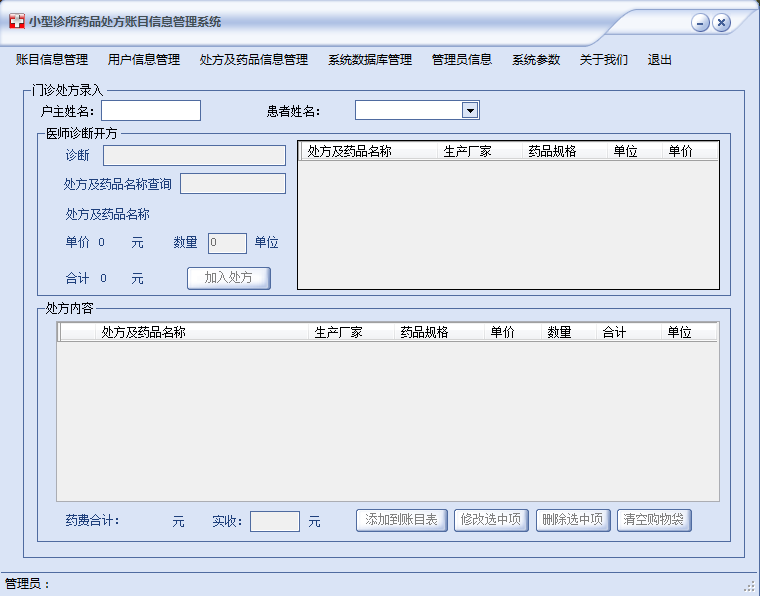 小型诊所药品处方账目信息管理系统
账目信息管理 用户信息管理 处方及药品信息管理 系统数据库管理 管理员信息 系统参数 关于我们 退出
门诊处方录入
户主姓名： 患者姓名：
医师诊断开方
诊断
处方及药品名称查询
处方及药品名称
单价 0 元 数量 0 单位
合计 0 元 加入处方
处方及药品名称 生产厂家 药品规格 单位 单价
处方内容
处方及药品名称 生产厂家 药品规格 单价 数量 合计 单位
药费合计： 元 实收： 元 添加到账目表 修改选中项 删除选中项 清空购物袋
管理员：